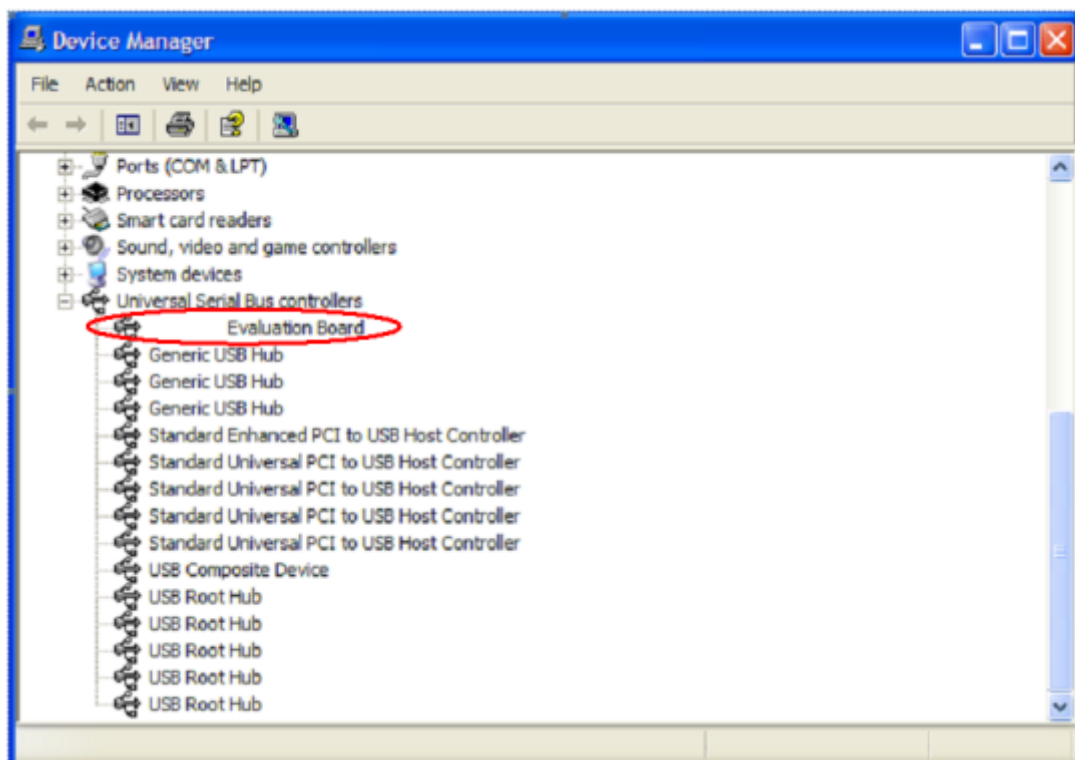 Device Manager
File Action View Help
Ports (COM & LPT)
Processors
Smart card readers
Sound, video and game controllers
System devices
Universal Serial Bus controllers
Evaluation Board
Generic USB Hub
Generic USB Hub
Generic USB Hub
Standard Enhanced PCI to USB Host Controller
Standard Universal PCI to USB Host Controller
Standard Universal PCI to USB Host Controller
Standard Universal PCI to USB Host Controller
Standard Universal PCI to USB Host Controller
USB Composite Device
USB Root Hub
USB Root Hub
USB Root Hub
USB Root Hub
USB Root Hub